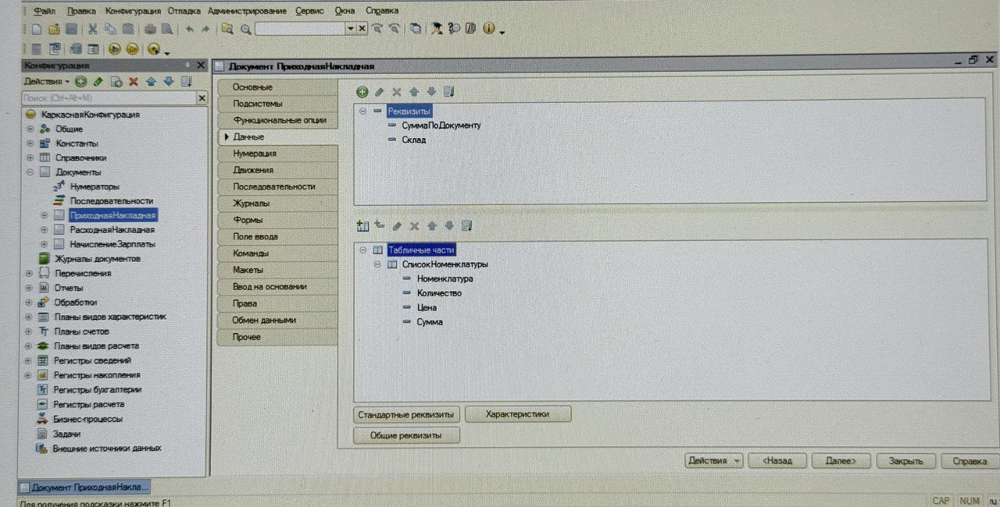 Файл Правка Конфигурация Отладка Администрирование Сервис Окна Справка
Конфигурация
Действия
Поиск (Ctrl+Alt+M)
КаркаснаяКонфигурация
Общие
Константы
Справочники
Документы
Нумераторы
Последовательности
ПриходнаяНакладная
РасходнаяНакладная
НачислениеЗарплаты
Журналы документов
Перечисления
Отчеты
Обработки
Планы видов характеристик
Планы счетов
Планы видов расчета
Регистры сведений
Регистры накопления
Регистры бухгалтерии
Регистры расчета
Бизнес-процессы
Задачи
Внешние источники данных
Документ ПриходнаяНакладная
Основные
Подсистемы
Функциональные опции
Данные
Нумерация
Движения
Последовательности
Журналы
Формы
Поле ввода
Команды
Макеты
Ввод на основании
Права
Обмен данными
Прочее
Реквизиты
СуммаПоДокументу
Склад
Табличные части
СписокНоменклатуры
Номенклатура
Количество
Цена
Сумма
Стандартные реквизиты Характеристики
Общие реквизиты
Действия <Назад Далее> Закрыть Справка
Документ ПриходнаяНакла...
Для получения подсказки нажмите F1
CAP NUM ru